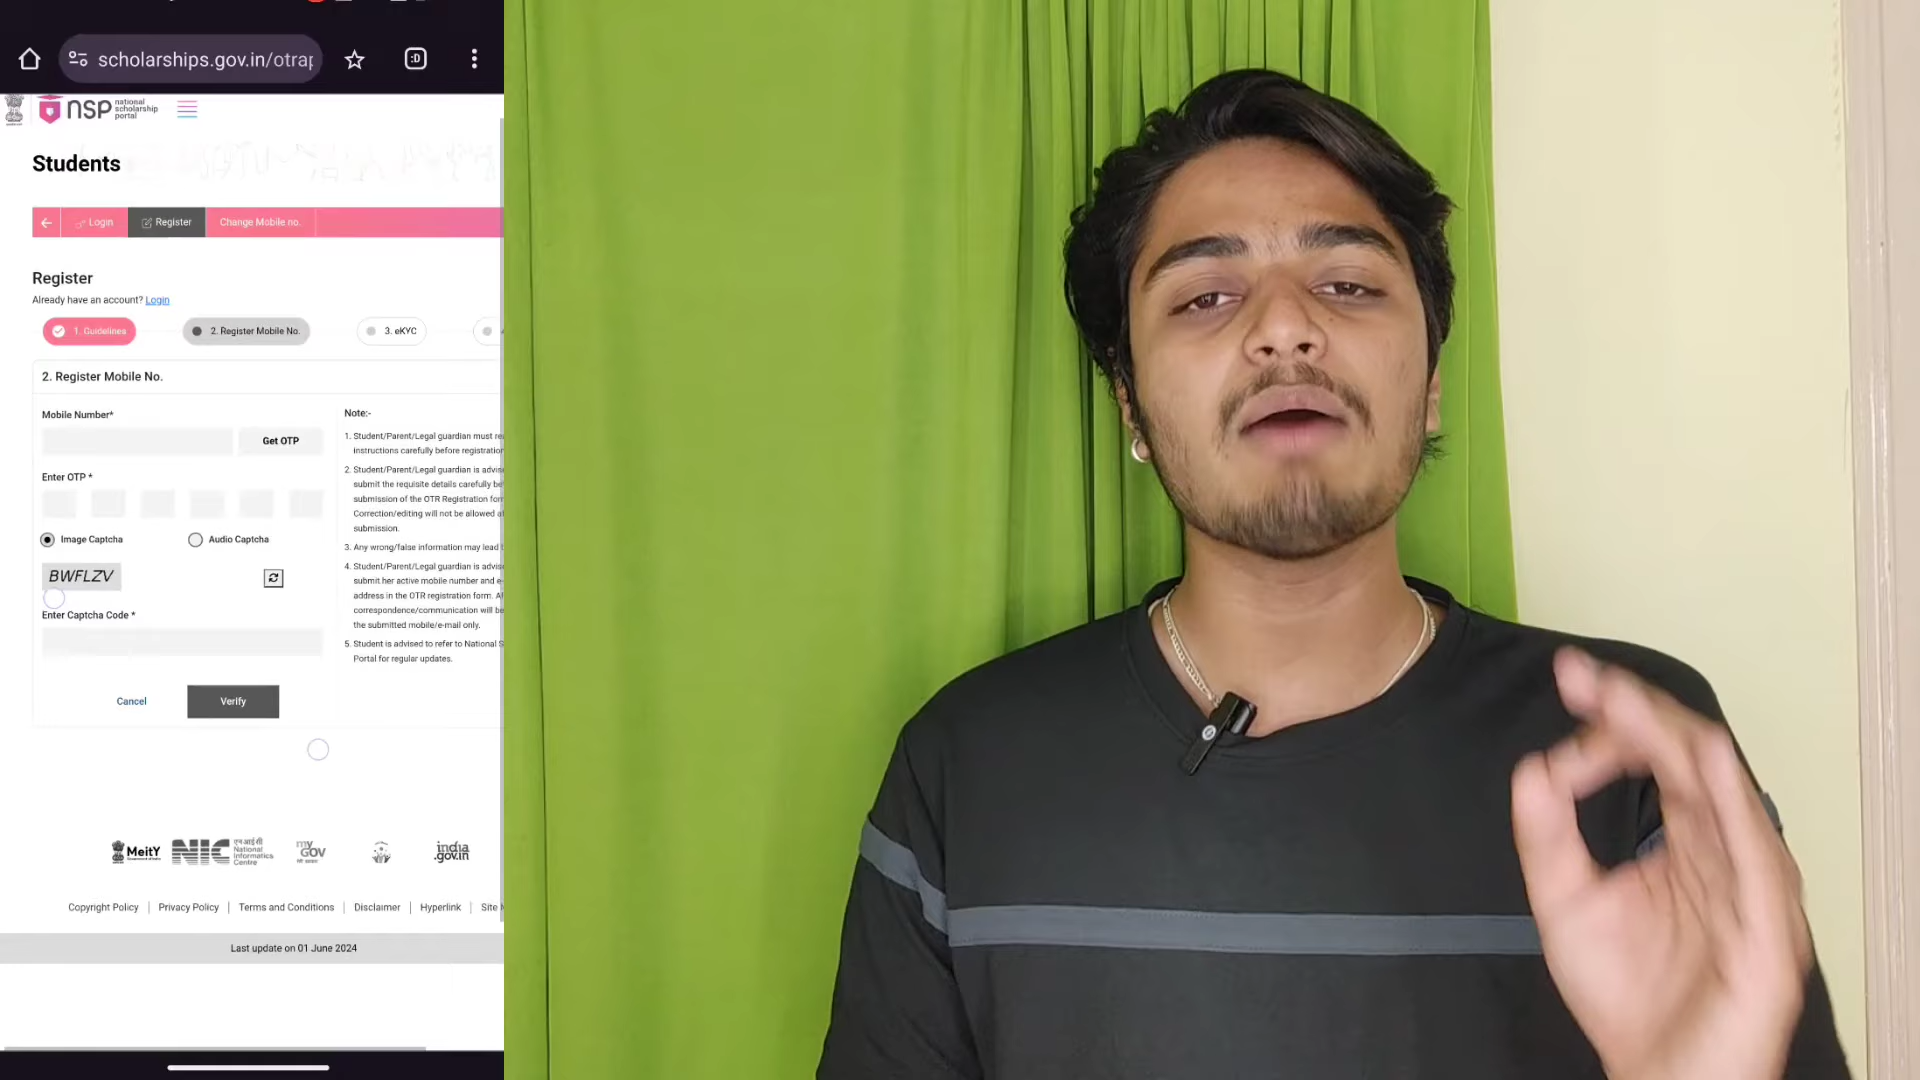 scholarships.gov.in/otrap
:D
nsp national scholarship portal
Students
Login
Register
Change Mobile no.
Register
Already have an account? Login
1. Guidelines
2. Register Mobile No.
3. eKYC
2. Register Mobile No.
Mobile Number*
Get OTP
Enter OTP *
Image Captcha
Audio Captcha
BWFLZV
Enter Captcha Code *
Cancel
Verify
Note:-
1. Student/Parent/Legal guardian must
instructions carefully before registration
2. Student/Parent/Legal guardian is
submit the requisite details carefully
submission of the OTR Registration
Correction/editing will not be allowed
submission.
3. Any wrong/false information may lead
4. Student/Parent/Legal guardian is
submit her active mobile number and e-
address in the OTR registration form.
correspondence/communication will be
the submitted mobile/e-mail only.
5. Student is advised to refer to National S
Portal for regular updates.
MeitY
NIC एन आई सी National Informatics Centre
my GOV
india.gov.in
Copyright Policy | Privacy Policy | Terms and Conditions | Disclaimer | Hyperlink | Site
Last update on 01 June 2024